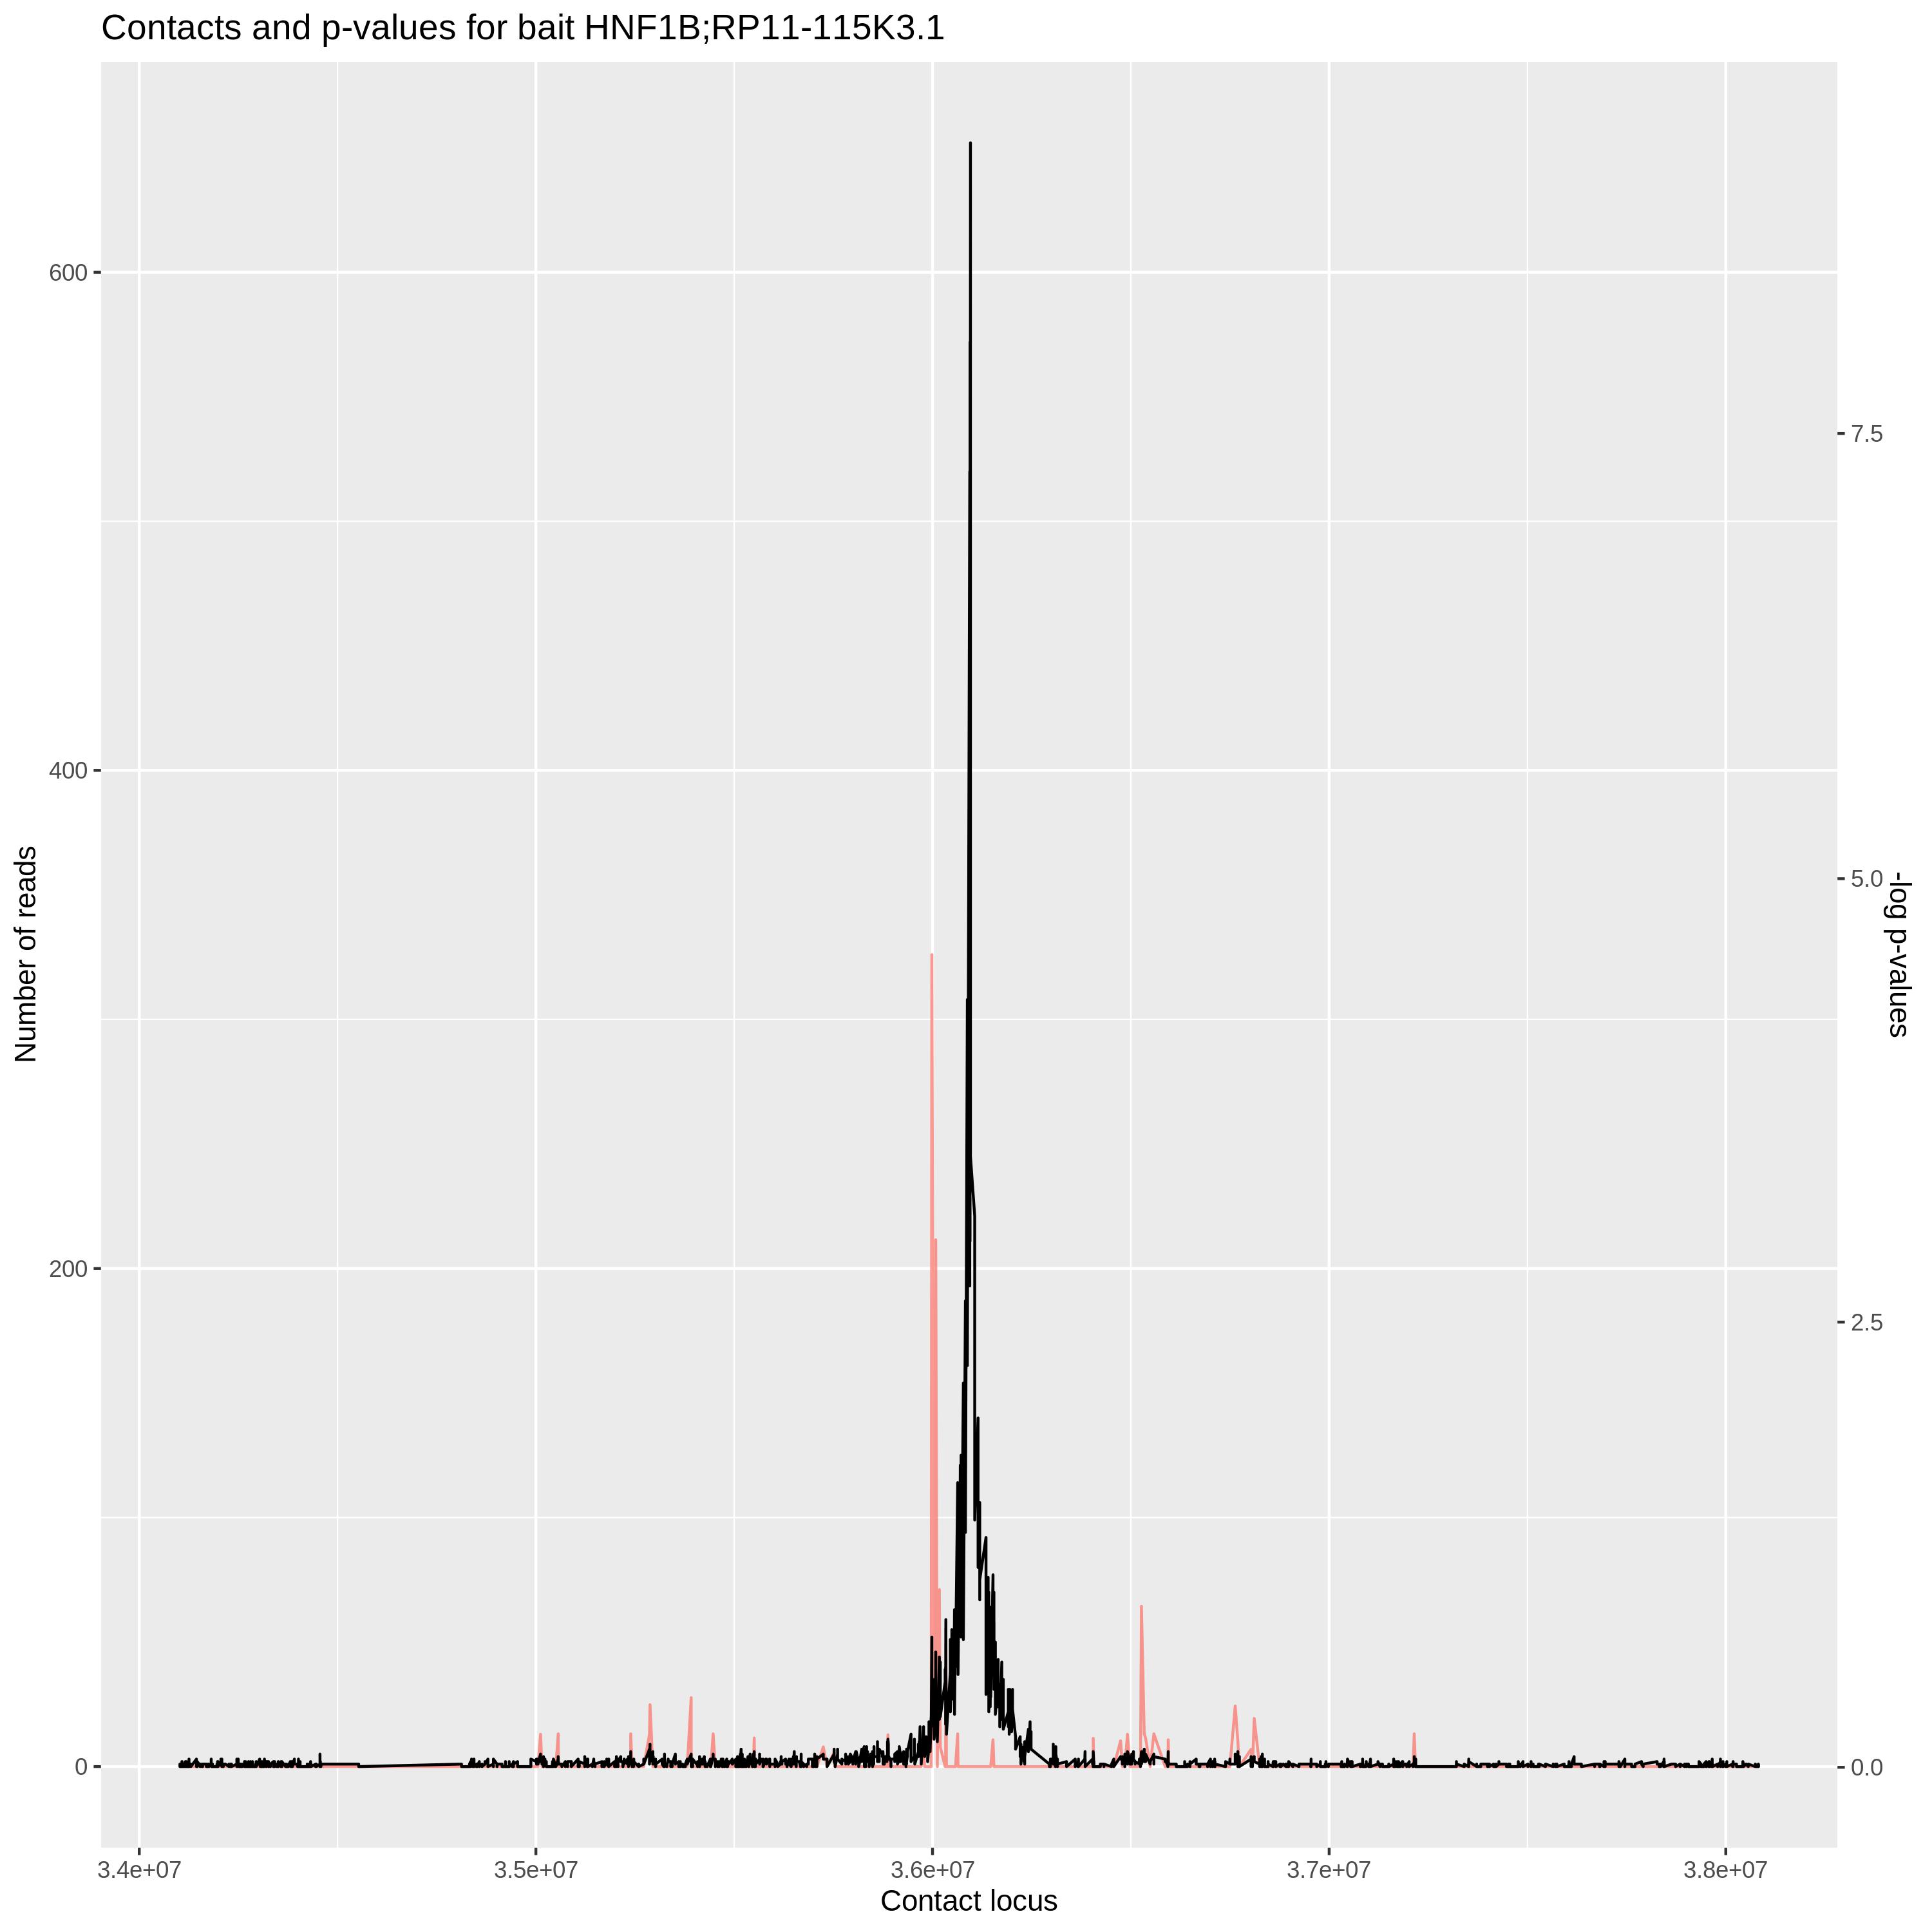 Contacts and p-values for bait HNF1B;RP11-115K3.1
600
400
200
0
Number of reads
7.5
5.0
2.5
0.0
-log p-values
3.4e+07
3.5e+07
3.6e+07
3.7e+07
3.8e+07
Contact locus